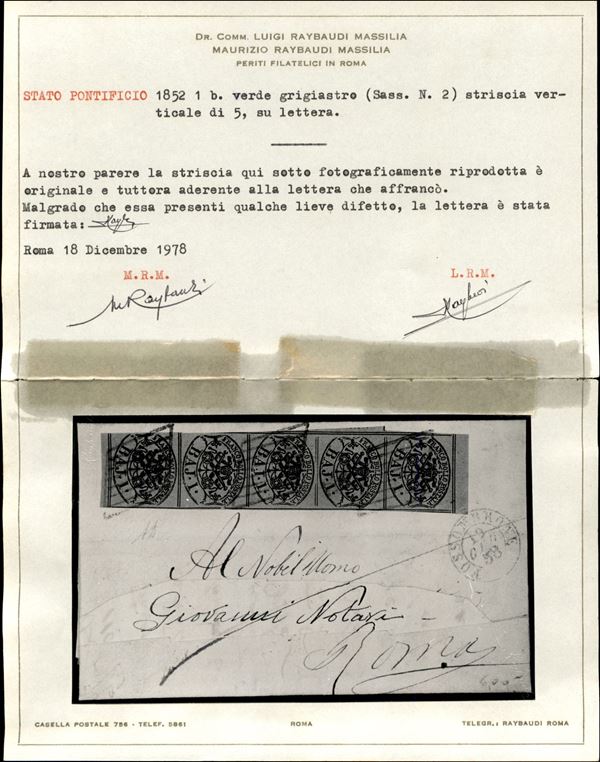 DR. COMM. LUIGI RAYBAUDI MASSILIA
MAURIZIO RAYBAUDI MASSILIA
PERITI FILATELICI IN ROMA
STATO PONTIFICIO 1852 1 b. verde grigiastro (Sass. N. 2) striscia ver-
ticale di 5, su lettera.
A nostro parere la striscia qui sotto fotograficamente riprodotta è
originale e tuttora aderente alla lettera che affrancò.
Malgrado che essa presenti qualche lieve difetto, la lettera è stata
firmata:
Roma 18 Dicembre 1978
M.R.M. L.R.M.
M Raybaudi
Al Nobil Uomo
Giovanni Notari
Roma
CASELLA POSTALE 756 - TELEF. 5861 ROMA TELEGR.: RAYBAUDI ROMA